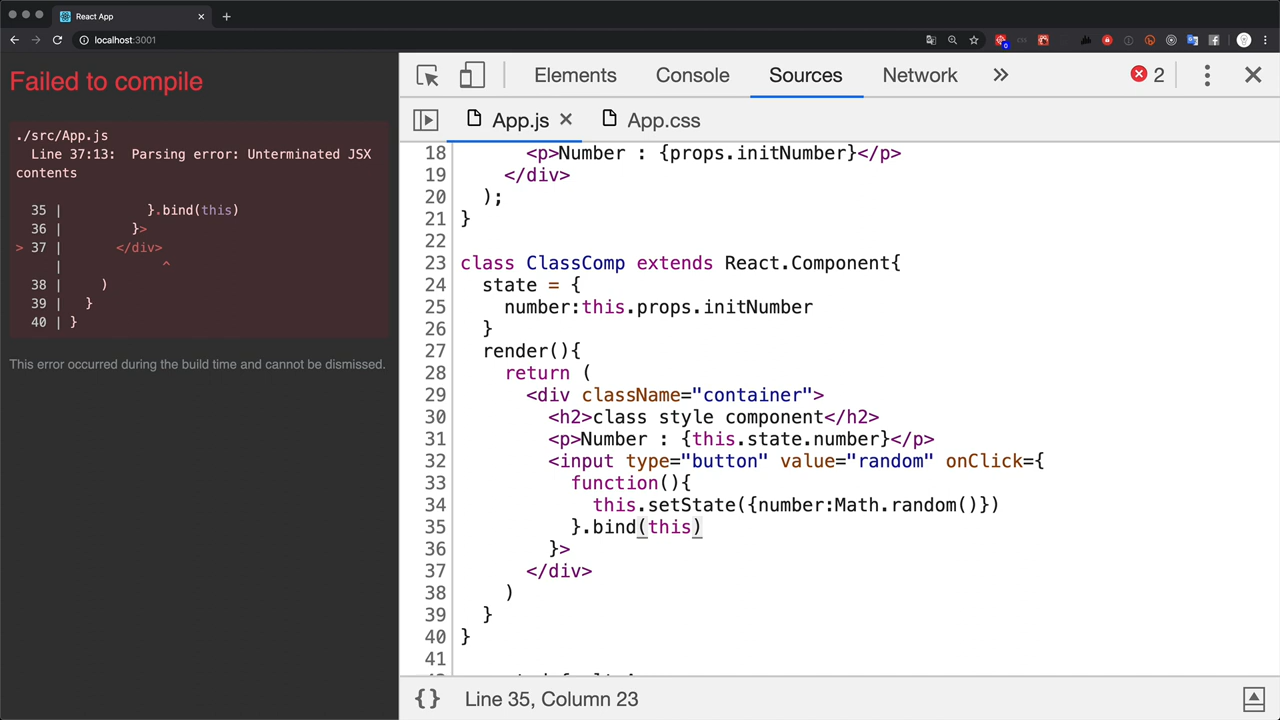 React App
localhost:3001
Failed to compile
./src/App.js
Line 37:13: Parsing error: Unterminated JSX
contents
35 | }.bind(this)
36 | }>
> 37 | </div>
| ^
38 | )
39 | }
40 | }
This error occurred during the build time and cannot be dismissed.
Elements Console Sources Network » 2
App.js × App.css
18 <p>Number : {props.initNumber}</p>
19 </div>
20 );
21 }
22
23 class ClassComp extends React.Component{
24 state = {
25 number:this.props.initNumber
26 }
27 render(){
28 return (
29 <div className="container">
30 <h2>class style component</h2>
31 <p>Number : {this.state.number}</p>
32 <input type="button" value="random" onClick={
33 function(){
34 this.setState({number:Math.random()})
35 }.bind(this)
36 }>
37 </div>
38 )
39 }
40 }
41
{} Line 35, Column 23